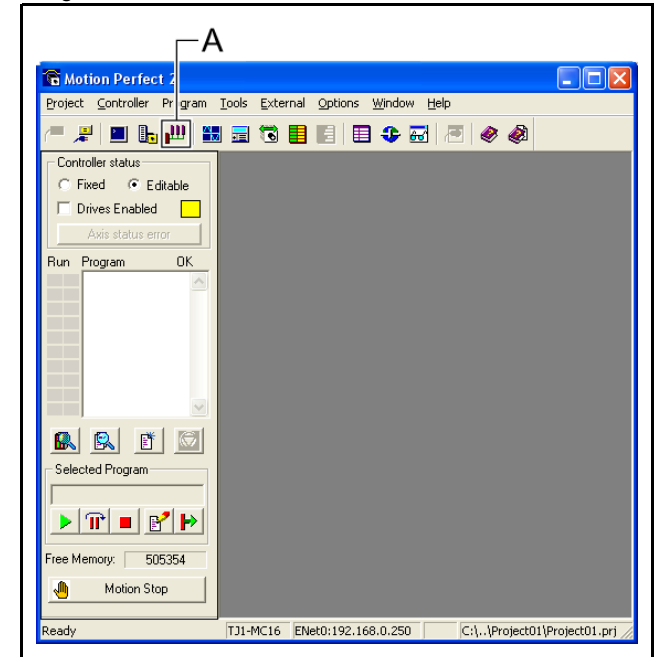 A
Motion Perfect 2
Project Controller Program Tools External Options Window Help
Controller status
Fixed Editable
Drives Enabled
Axis status error
Run Program OK
Selected Program
Free Memory: 505354
Motion Stop
Ready TJ1-MC16 ENet0:192.168.0.250 C:\..\Project01\Project01.prj